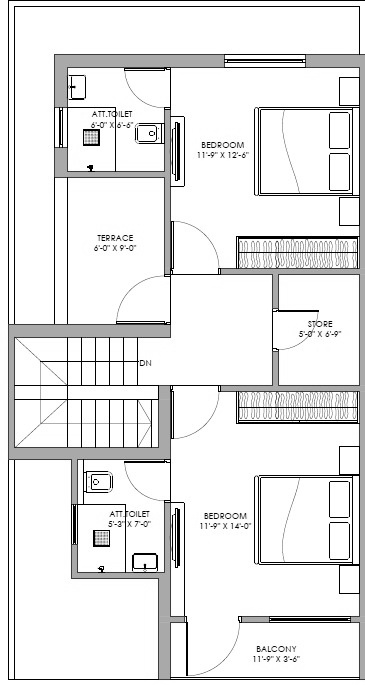 ATT.TOILET
6'-0" X 6'-6"
BEDROOM
11'-9" X 12'-6"
TERRACE
6'-0" X 9'-0"
STORE
5'-0" X 6'-9"
DN
ATT.TOILET
5'-3" X 7'-0"
BEDROOM
11'-9" X 14'-0"
BALCONY
11'-9" X 3'-6"